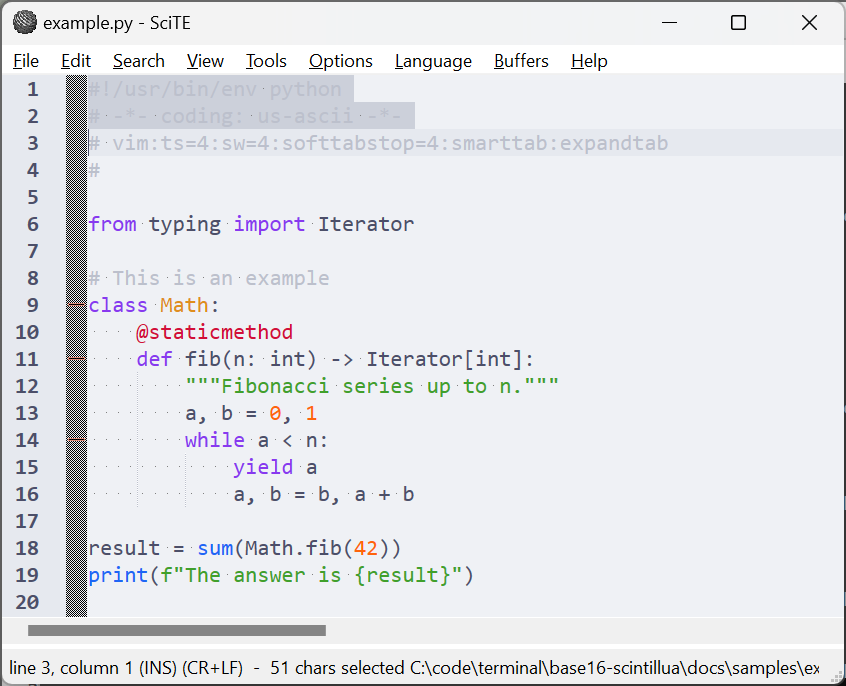 example.py - SciTE
File Edit Search View Tools Options Language Buffers Help
1 #!/usr/bin/env python
2 # -*- coding: us-ascii -*-
3 # vim:ts=4:sw=4:softtabstop=4:smarttab:expandtab
4 #
5
6 from typing import Iterator
7
8 # This is an example
9 class Math:
10     @staticmethod
11     def fib(n: int) -> Iterator[int]:
12         """Fibonacci series up to n."""
13         a, b = 0, 1
14         while a < n:
15             yield a
16             a, b = b, a + b
17
18 result = sum(Math.fib(42))
19 print(f"The answer is {result}")
20
line 3, column 1 (INS) (CR+LF) - 51 chars selected C:\code\terminal\base16-scintillua\docs\samples\ex